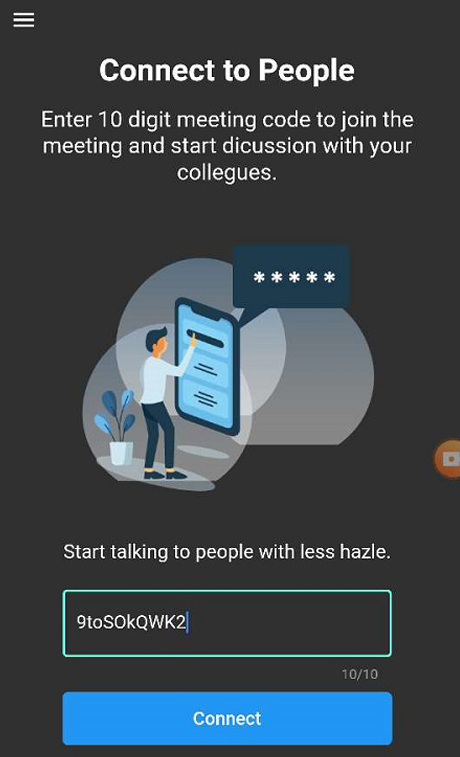 Connect to People
Enter 10 digit meeting code to join the
meeting and start dicussion with your
collegues.
*****
Start talking to people with less hazle.
9toSOkQWK2
10/10
Connect